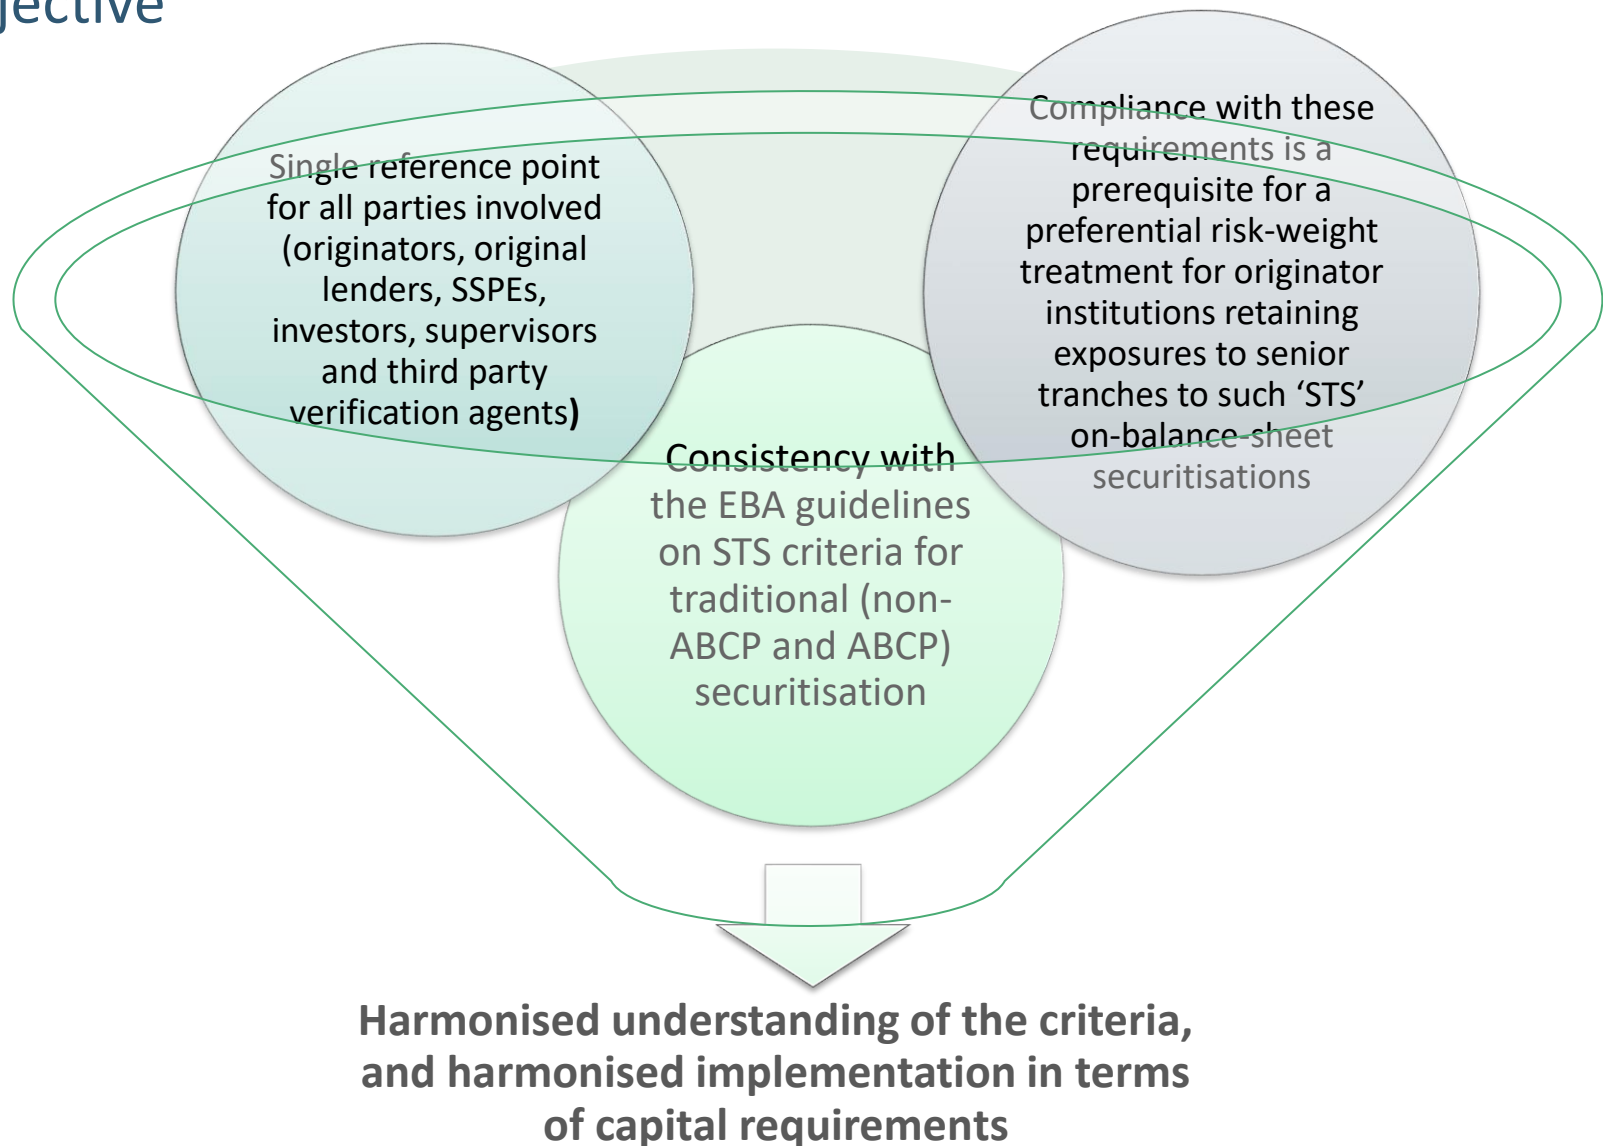 jective
Single reference point
for all parties involved
(originators, original
lenders, SSPEs,
investors, supervisors
and third party
verification agents)
Compliance with these
requirements is a
prerequisite for a
preferential risk-weight
treatment for originator
institutions retaining
exposures to senior
tranches to such ‘STS’
on-balance-sheet
securitisations
Consistency with
the EBA guidelines
on STS criteria for
traditional (non-
ABCP and ABCP)
securitisation
Harmonised understanding of the criteria,
and harmonised implementation in terms
of capital requirements